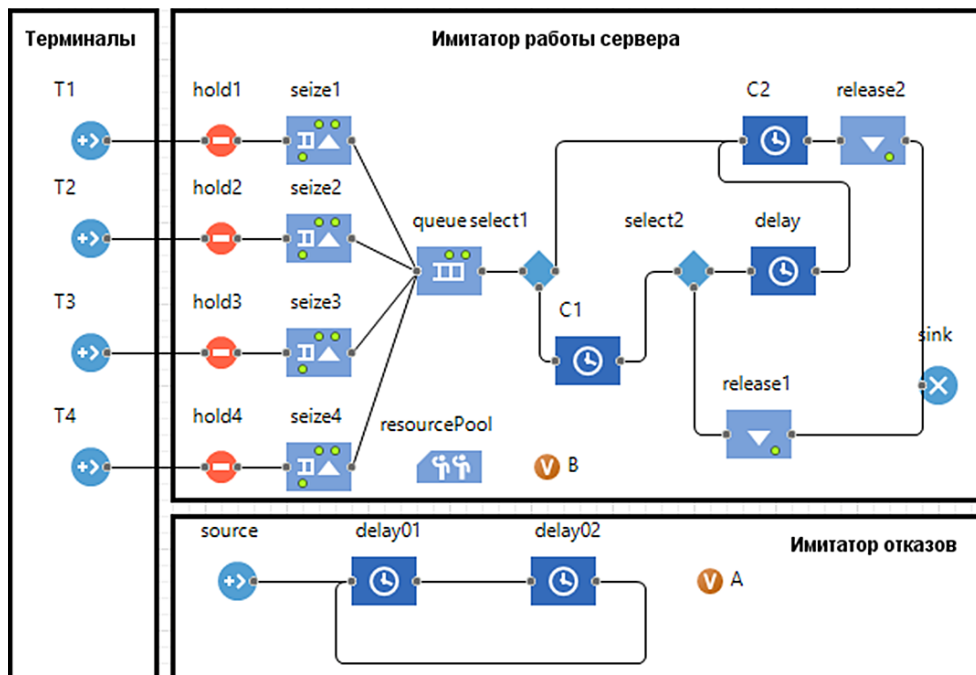 Терминалы
Имитатор работы сервера
T1 hold1 seize1 C2 release2
T2 hold2 seize2
queue select1 select2 delay
T3 hold3 seize3
C1
sink
T4 hold4 seize4 release1
resourcePool
V B
source delay01 delay02 Имитатор отказов
V A